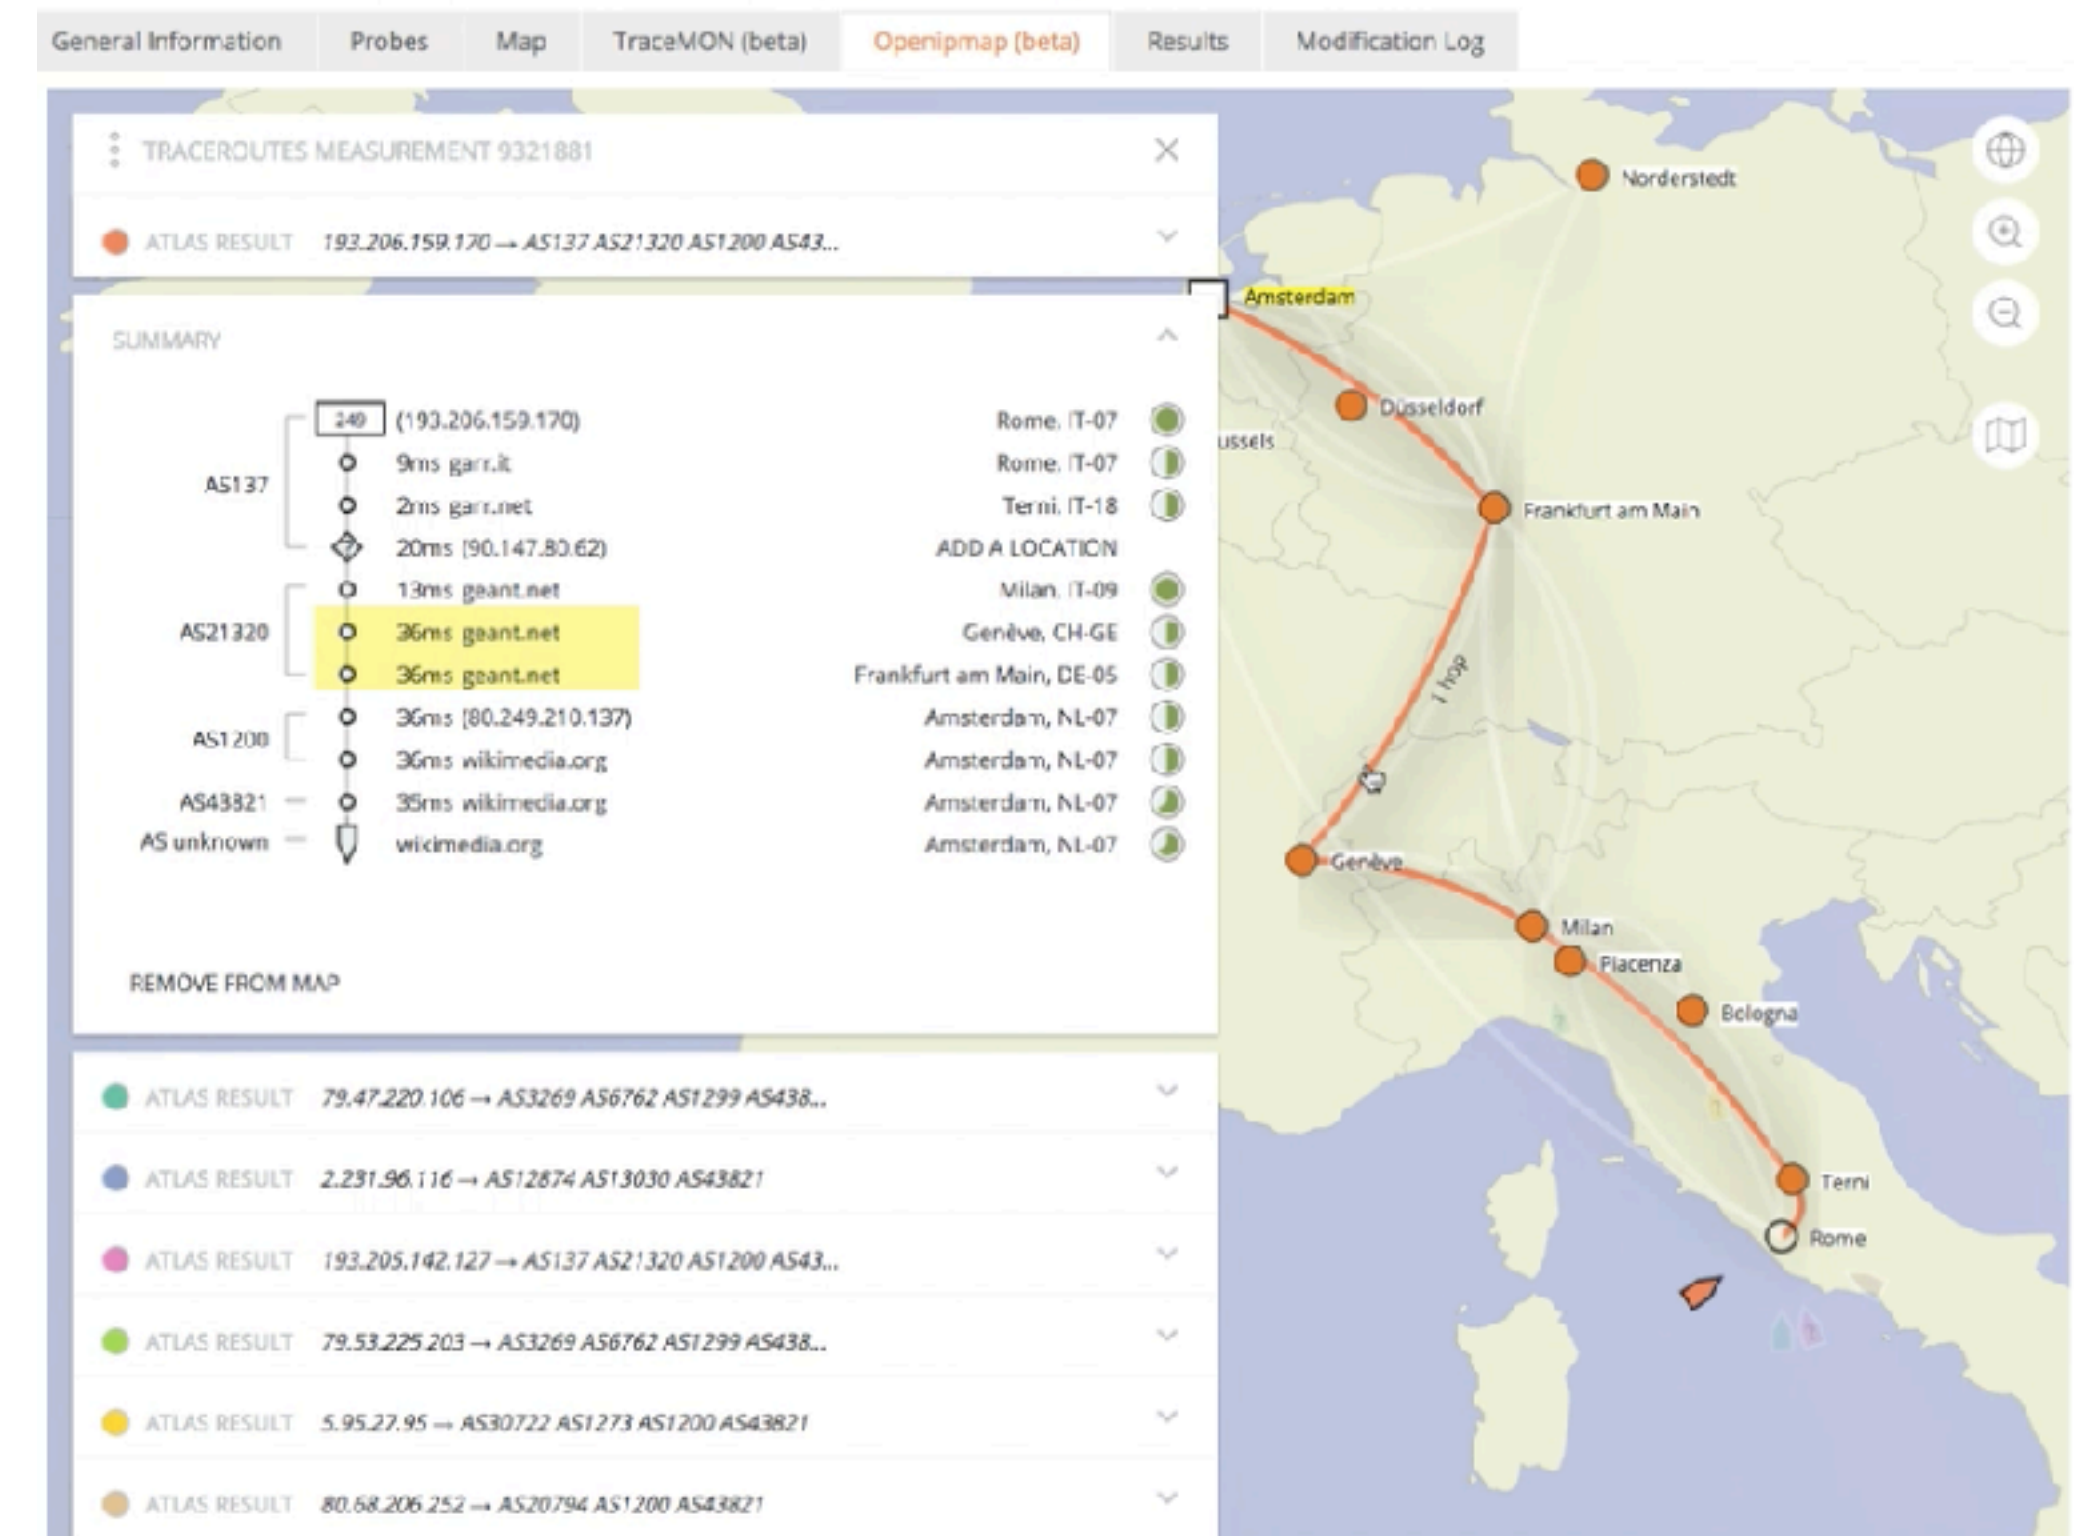 General Information Probes Map TraceMON (beta) Openipmap (beta) Results Modification Log
TRACEROUTES MEASUREMENT 9321881
ATLAS RESULT 193.206.159.170 → AS137 AS21320 AS1200 AS43...
SUMMARY
AS137
249 (193.206.159.170) Rome, IT-07
9ms garr.it Rome, IT-07
2ms garr.net Terni, IT-18
? 20ms (90.147.80.62) ADD A LOCATION
AS21320
13ms geant.net Milan, IT-09
36ms geant.net Genève, CH-GE
36ms geant.net Frankfurt am Main, DE-05
AS1200
36ms (80.249.210.137) Amsterdam, NL-07
36ms wikimedia.org Amsterdam, NL-07
AS43821 35ms wikimedia.org Amsterdam, NL-07
AS unknown wikimedia.org Amsterdam, NL-07
REMOVE FROM MAP
ATLAS RESULT 79.47.220.106 → AS3269 AS6762 AS1299 AS438...
ATLAS RESULT 2.231.96.116 → AS12874 AS13030 AS43821
ATLAS RESULT 193.205.142.127 → AS137 AS21320 AS1200 AS43...
ATLAS RESULT 79.53.225.203 → AS3269 AS6762 AS1299 AS438...
ATLAS RESULT 5.95.27.95 → AS30722 AS1273 AS1200 AS43821
ATLAS RESULT 80.68.206.252 → AS20794 AS1200 AS43821
Norderstedt
Amsterdam
Düsseldorf
ussels
Frankfurt am Main
1 hop
Genève
Milan
Piacenza
Bologna
Terni
Rome